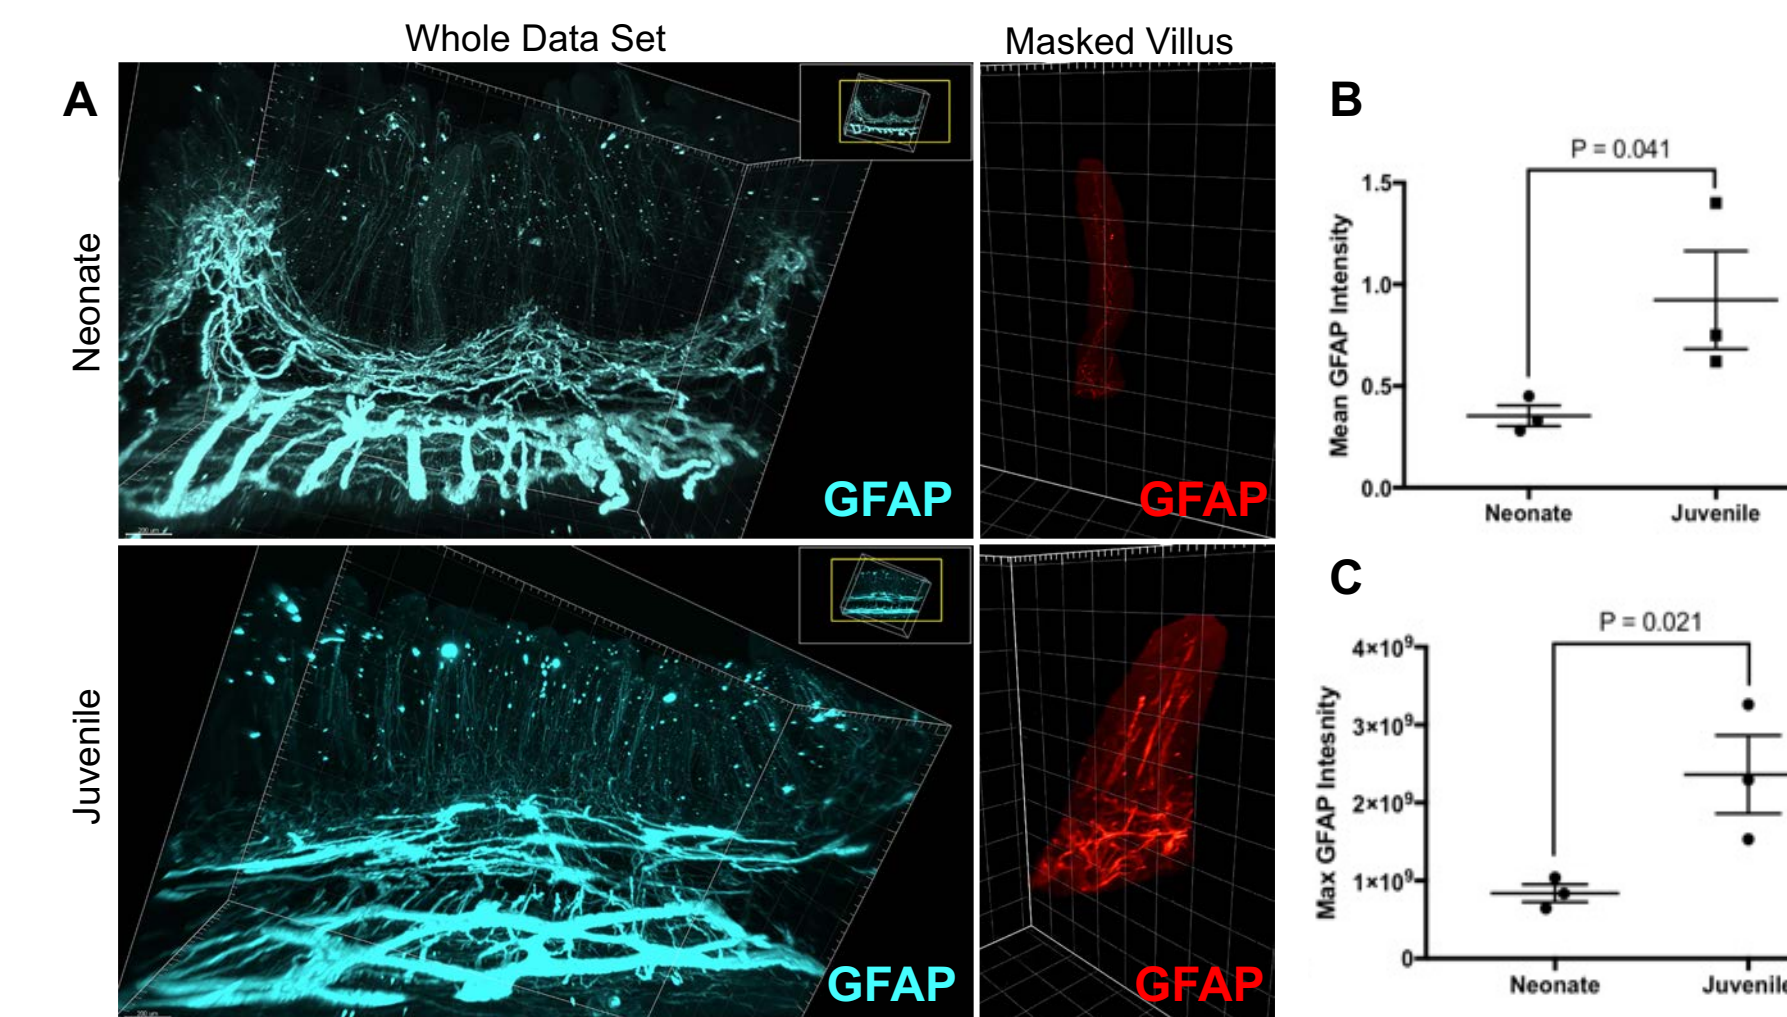 Whole Data Set
Masked Villus
A
Neonate
GFAP
GFAP
Juvenile
GFAP
GFAP
B
P = 0.041
Mean GFAP Intensity
1.5
1.0
0.5
0.0
Neonate
Juvenile
C
P = 0.021
Max GFAP Intesnity
4×10⁹
3×10⁹
2×10⁹
1×10⁹
0
Neonate
Juvenile